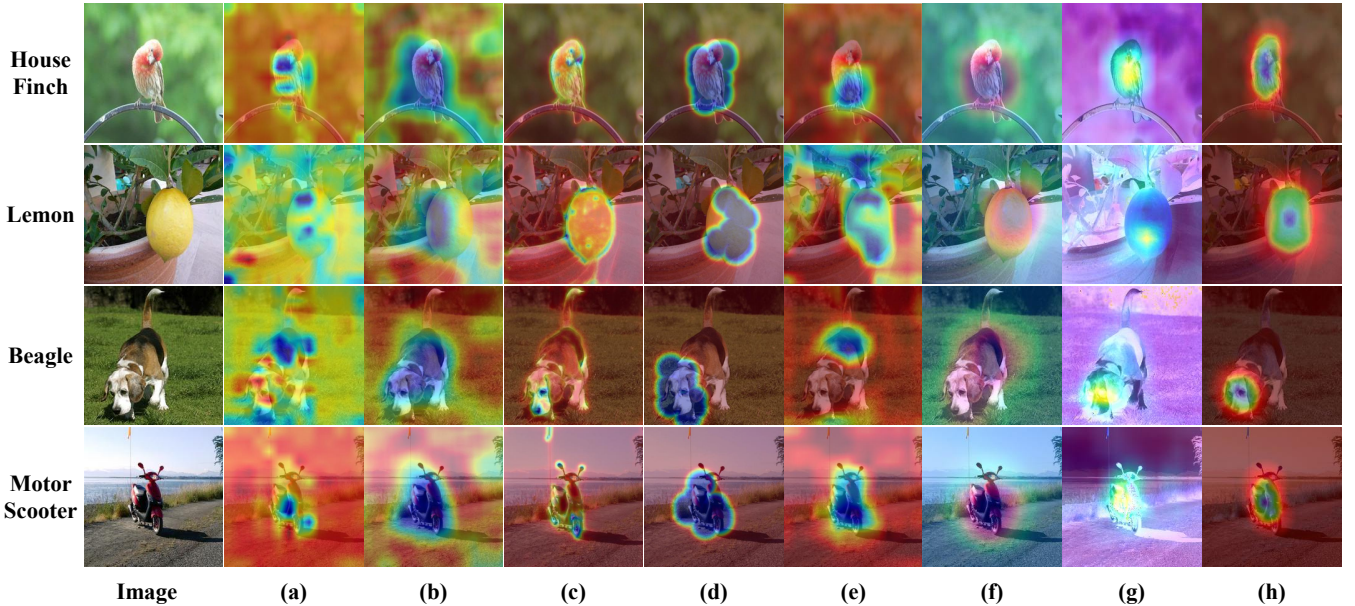 House
Finch
Lemon
Beagle
Motor
Scooter
Image (a) (b) (c) (d) (e) (f) (g) (h)